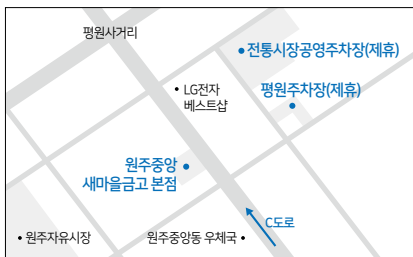 평원사거리
전통시장공영주차장(제휴)
LG전자
베스트샵
평원주차장(제휴)
원주중앙
새마을금고 본점
C도로
원주자유시장
원주중앙동 우체국